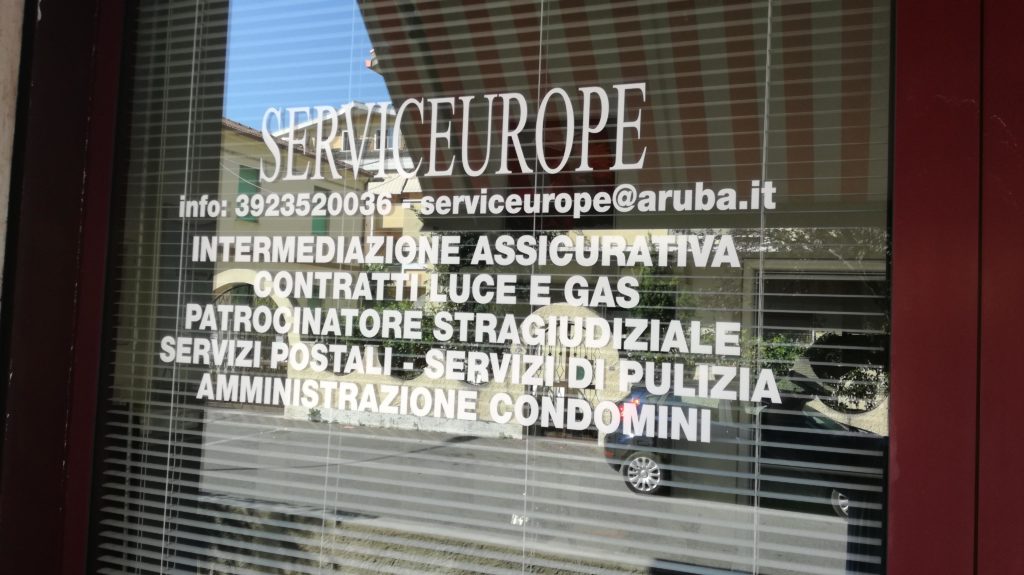 SERVICEUROPE
info: 3923520036 - serviceurope@aruba.it
INTERMEDIAZIONE ASSICURATIVA
CONTRATTI LUCE E GAS
PATROCINATORE STRAGIUDIZIALE
SERVIZI POSTALI - SERVIZI DI PULIZIA
AMMINISTRAZIONE CONDOMINI